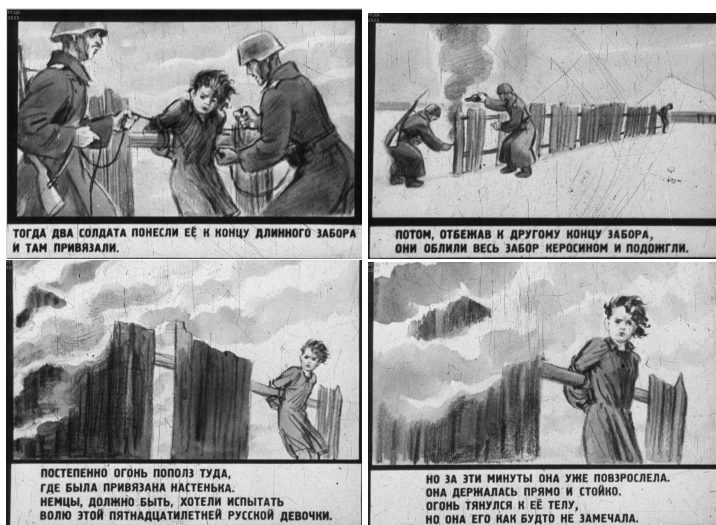 ТОГДА ДВА СОЛДАТА ПОНЕСЛИ ЕЁ К КОНЦУ ДЛИННОГО ЗАБОРА
И ТАМ ПРИВЯЗАЛИ.
ПОТОМ, ОТБЕЖАВ К ДРУГОМУ КОНЦУ ЗАБОРА,
ОНИ ОБЛИЛИ ВЕСЬ ЗАБОР КЕРОСИНОМ И ПОДОЖГЛИ.
ПОСТЕПЕННО ОГОНЬ ПОПОЛЗ ТУДА,
ГДЕ БЫЛА ПРИВЯЗАНА НАСТЕНЬКА.
НЕМЦЫ, ДОЛЖНО БЫТЬ, ХОТЕЛИ ИСПЫТАТЬ
ВОЛЮ ЭТОЙ ПЯТНАДЦАТИЛЕТНЕЙ РУССКОЙ ДЕВОЧКИ.
НО ЗА ЭТИ МИНУТЫ ОНА УЖЕ ПОВЗРОСЛЕЛА.
ОНА ДЕРЖАЛАСЬ ПРЯМО И СТОЙКО.
ОГОНЬ ТЯНУЛСЯ К ЕЁ ТЕЛУ,
НО ОНА ЕГО КАК БУДТО НЕ ЗАМЕЧАЛА.